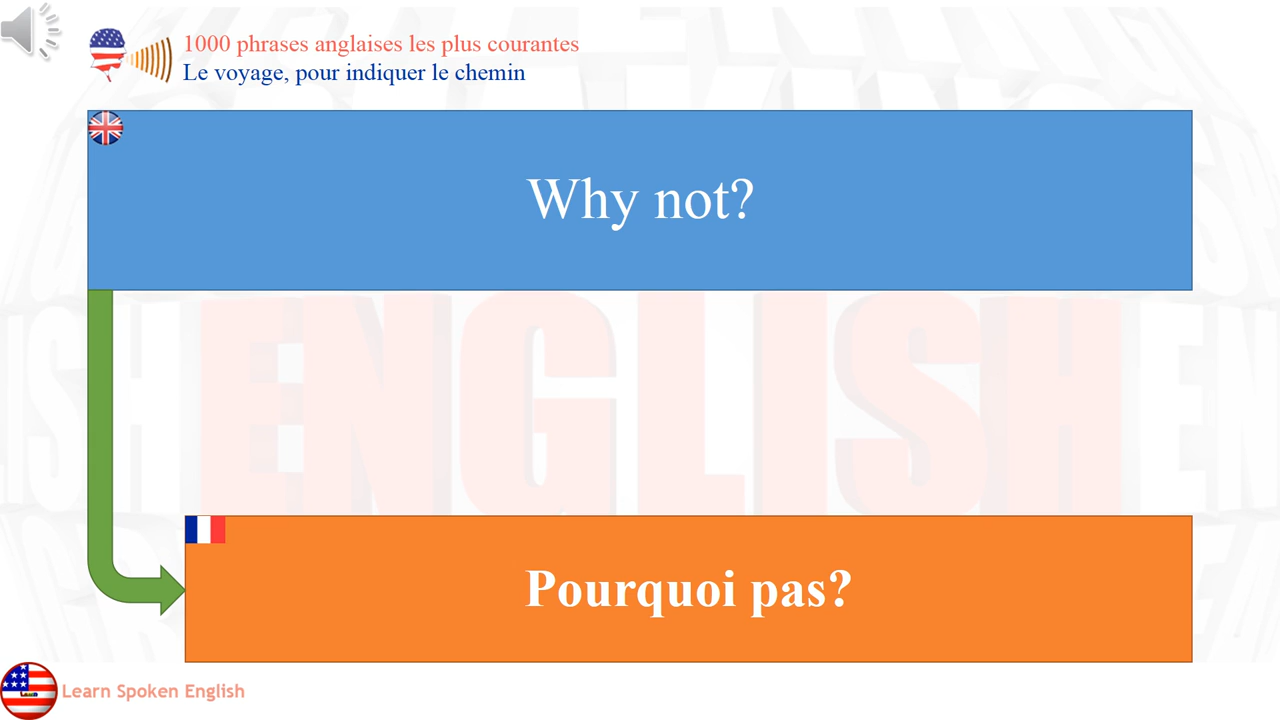 1000 phrases anglaises les plus courantes
Le voyage, pour indiquer le chemin
Why not?
ENGLISH
Pourquoi pas?
Learn Spoken English